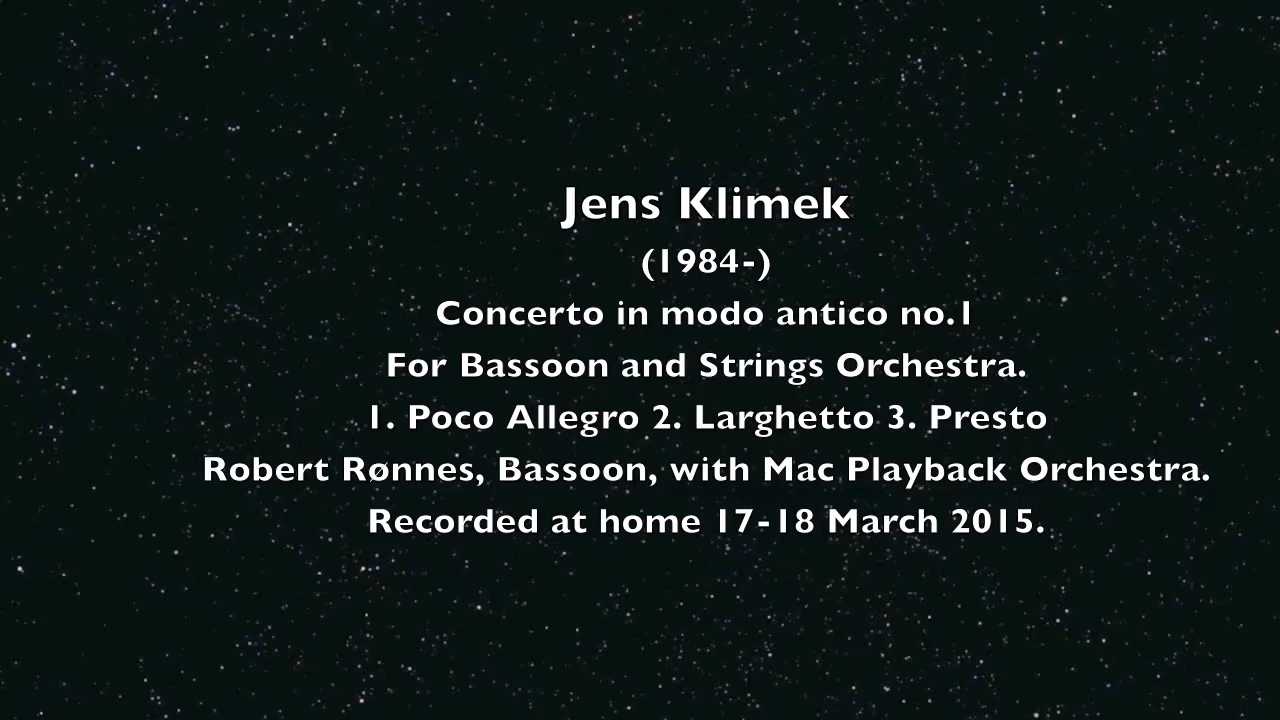 Jens Klimek
(1984-)
Concerto in modo antico no.1
For Bassoon and Strings Orchestra.
1. Poco Allegro 2. Larghetto 3. Presto
Robert Rønnes, Bassoon, with Mac Playback Orchestra.
Recorded at home 17-18 March 2015.